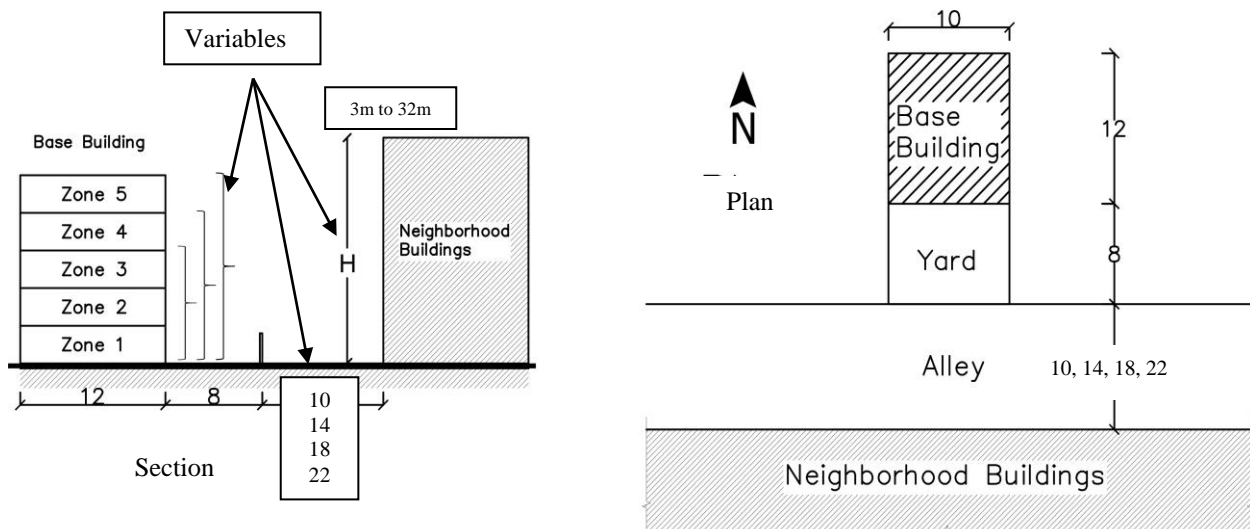 Variables
3m to 32m
Base Building
Zone 5
Zone 4
Zone 3
Zone 2
Zone 1
H
Neighborhood
Buildings
12
8
10
14
18
22
Section
10
N
Plan
Base
Building
12
Yard
8
Alley
10, 14, 18, 22
Neighborhood Buildings